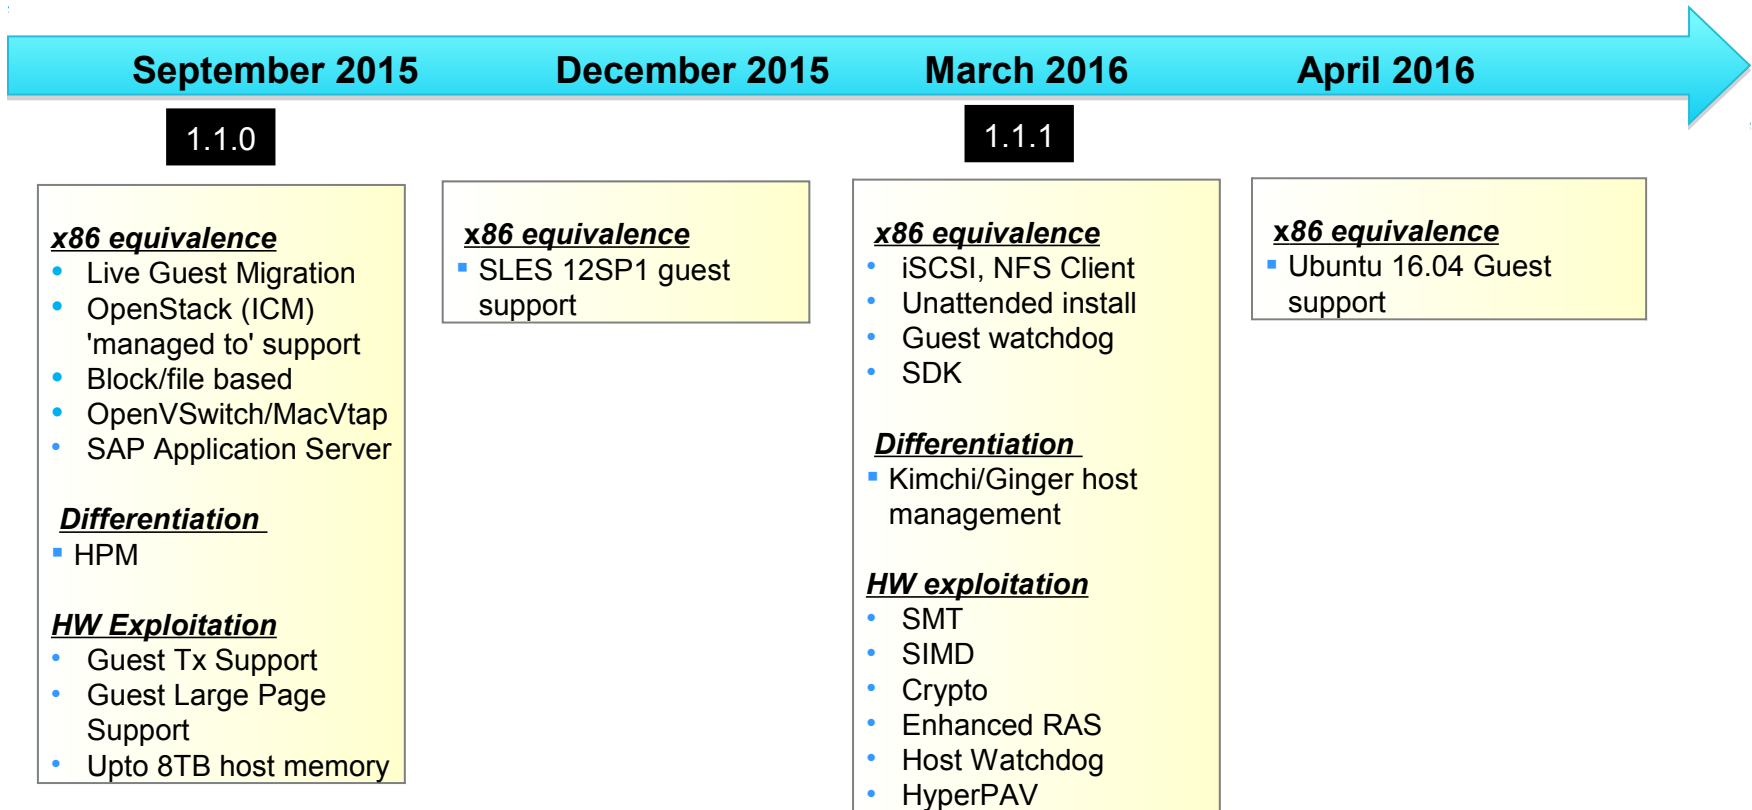 September 2015
December 2015
March 2016
April 2016
1.1.0
x86 equivalence
Live Guest Migration
OpenStack (ICM)
'managed to' support
Block/file based
OpenVSwitch/MacVtap
SAP Application Server
Differentiation
HPM
HW Exploitation
Guest Tx Support
Guest Large Page
Support
Upto 8TB host memory
x86 equivalence
SLES 12SP1 guest
support
1.1.1
x86 equivalence
iSCSI, NFS Client
Unattended install
Guest watchdog
SDK
Differentiation
Kimchi/Ginger host
management
HW exploitation
SMT
SIMD
Crypto
Enhanced RAS
Host Watchdog
HyperPAV
x86 equivalence
Ubuntu 16.04 Guest
support